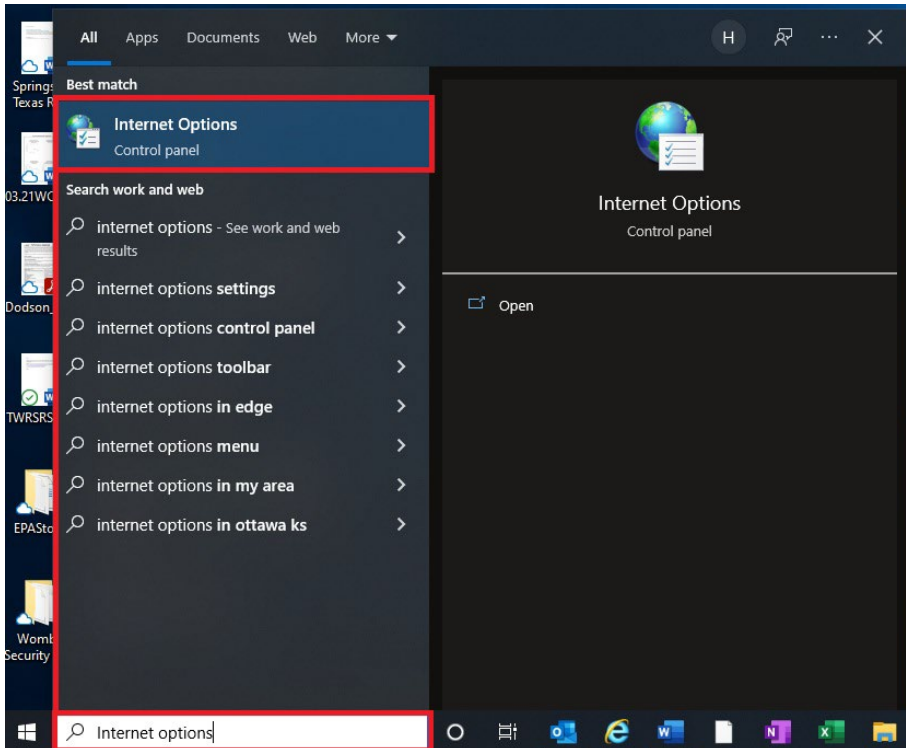 All Apps Documents Web More H
Best match
Internet Options
Control panel
Search work and web
internet options - See work and web
results
internet options settings
internet options control panel
internet options toolbar
internet options in edge
internet options menu
internet options in my area
internet options in ottawa ks
Internet Options
Control panel
Open
Springs
Texas R
03.21WC
Dodson_
TWRSRS
EPASto
Womb
Security
Internet options